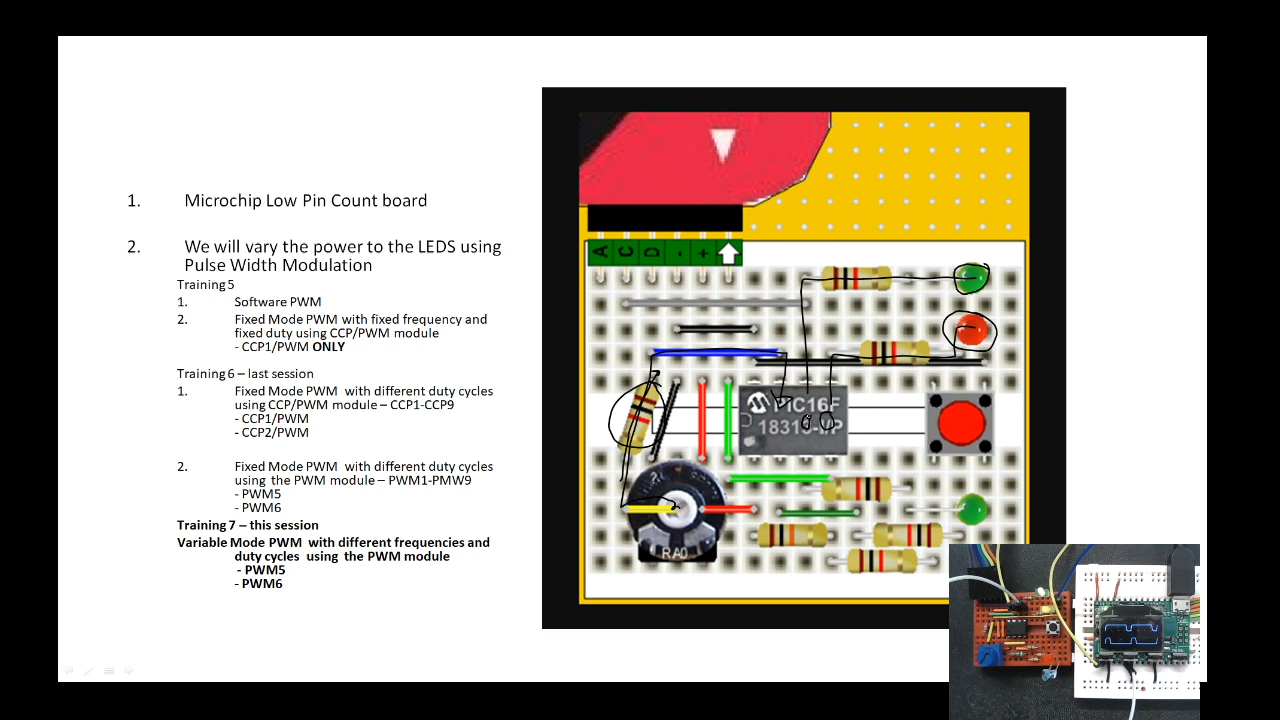 1. Microchip Low Pin Count board
2. We will vary the power to the LEDS using
Pulse Width Modulation
Training 5
1. Software PWM
2. Fixed Mode PWM with fixed frequency and
fixed duty using CCP/PWM module
- CCP1/PWM ONLY
Training 6 – last session
1. Fixed Mode PWM with different duty cycles
using CCP/PWM module – CCP1-CCP9
- CCP1/PWM
- CCP2/PWM
2. Fixed Mode PWM with different duty cycles
using the PWM module – PWM1-PMW9
- PWM5
- PWM6
Training 7 – this session
Variable Mode PWM with different frequencies and
duty cycles using the PWM module
- PWM5
- PWM6
A C D - +
PIC16F
RA0